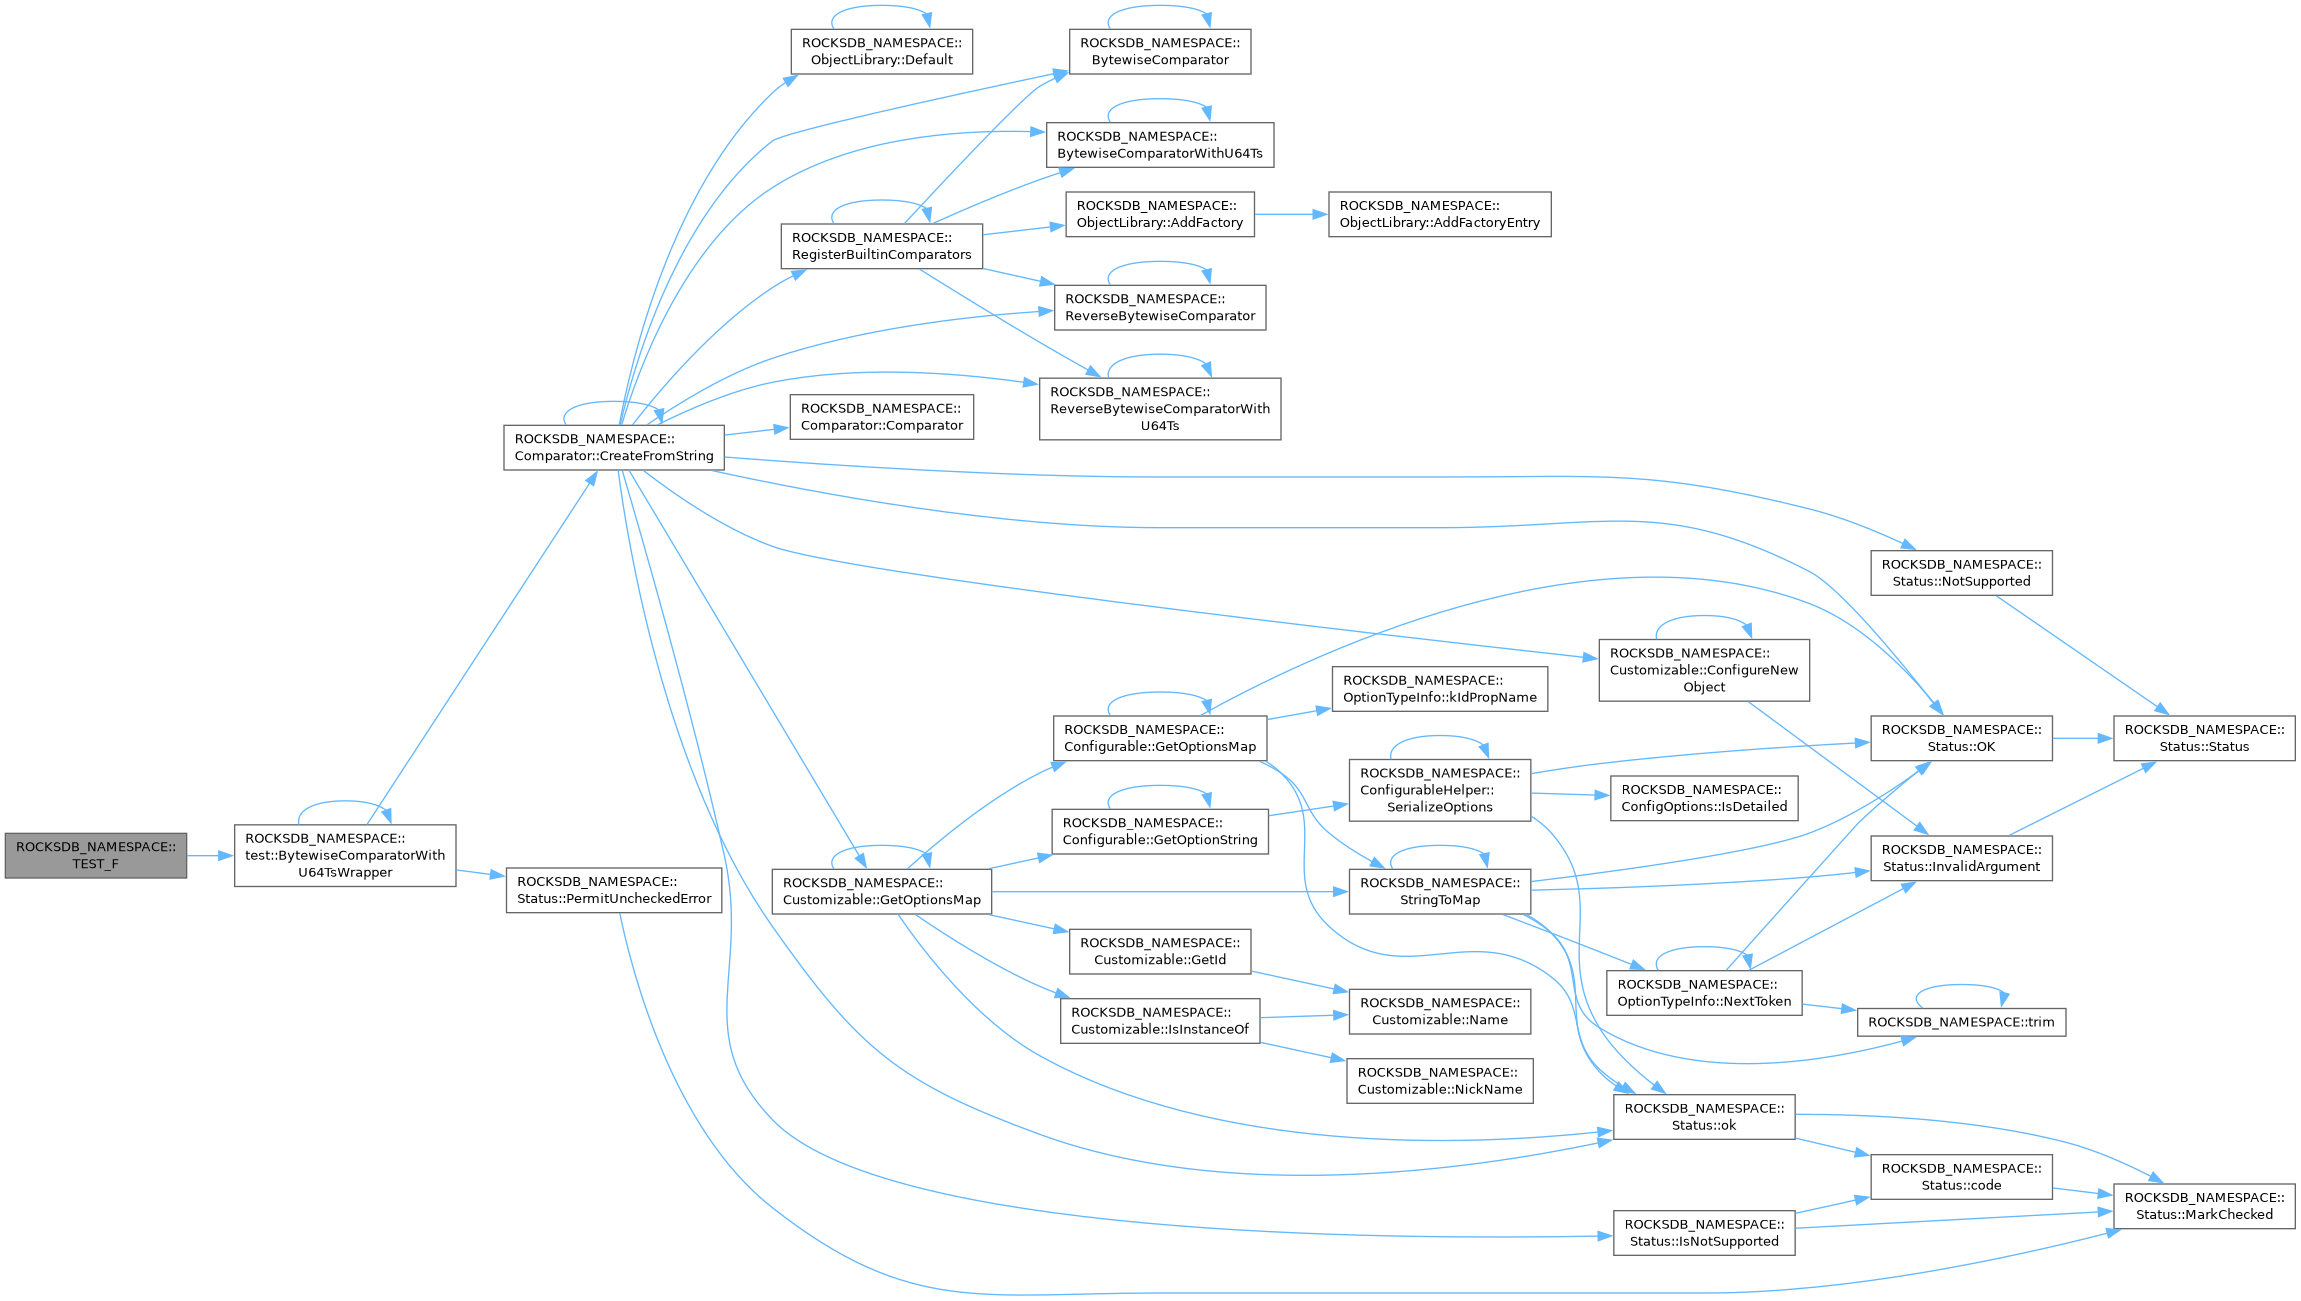 ROCKSDB_NAMESPACE::
TEST_F
ROCKSDB_NAMESPACE::
test::BytewiseComparatorWith
U64TsWrapper
ROCKSDB_NAMESPACE::
Comparator::CreateFromString
ROCKSDB_NAMESPACE::
Status::PermitUncheckedError
ROCKSDB_NAMESPACE::
ObjectLibrary::Default
ROCKSDB_NAMESPACE::
RegisterBuiltinComparators
ROCKSDB_NAMESPACE::
Comparator::Comparator
ROCKSDB_NAMESPACE::
Customizable::GetOptionsMap
ROCKSDB_NAMESPACE::
BytewiseComparator
ROCKSDB_NAMESPACE::
BytewiseComparatorWithU64Ts
ROCKSDB_NAMESPACE::
ObjectLibrary::AddFactory
ROCKSDB_NAMESPACE::
ReverseBytewiseComparator
ROCKSDB_NAMESPACE::
ReverseBytewiseComparatorWith
U64Ts
ROCKSDB_NAMESPACE::
Configurable::GetOptionsMap
ROCKSDB_NAMESPACE::
Configurable::GetOptionString
ROCKSDB_NAMESPACE::
Customizable::GetId
ROCKSDB_NAMESPACE::
Customizable::IsInstanceOf
ROCKSDB_NAMESPACE::
ObjectLibrary::AddFactoryEntry
ROCKSDB_NAMESPACE::
OptionTypeInfo::kIdPropName
ROCKSDB_NAMESPACE::
ConfigurableHelper::
SerializeOptions
ROCKSDB_NAMESPACE::
StringToMap
ROCKSDB_NAMESPACE::
Customizable::Name
ROCKSDB_NAMESPACE::
Customizable::NickName
ROCKSDB_NAMESPACE::
Customizable::ConfigureNew
Object
ROCKSDB_NAMESPACE::
ConfigOptions::IsDetailed
ROCKSDB_NAMESPACE::
OptionTypeInfo::NextToken
ROCKSDB_NAMESPACE::
Status::ok
ROCKSDB_NAMESPACE::
Status::IsNotSupported
ROCKSDB_NAMESPACE::
Status::NotSupported
ROCKSDB_NAMESPACE::
Status::OK
ROCKSDB_NAMESPACE::
Status::InvalidArgument
ROCKSDB_NAMESPACE::trim
ROCKSDB_NAMESPACE::
Status::code
ROCKSDB_NAMESPACE::
Status::Status
ROCKSDB_NAMESPACE::
Status::MarkChecked